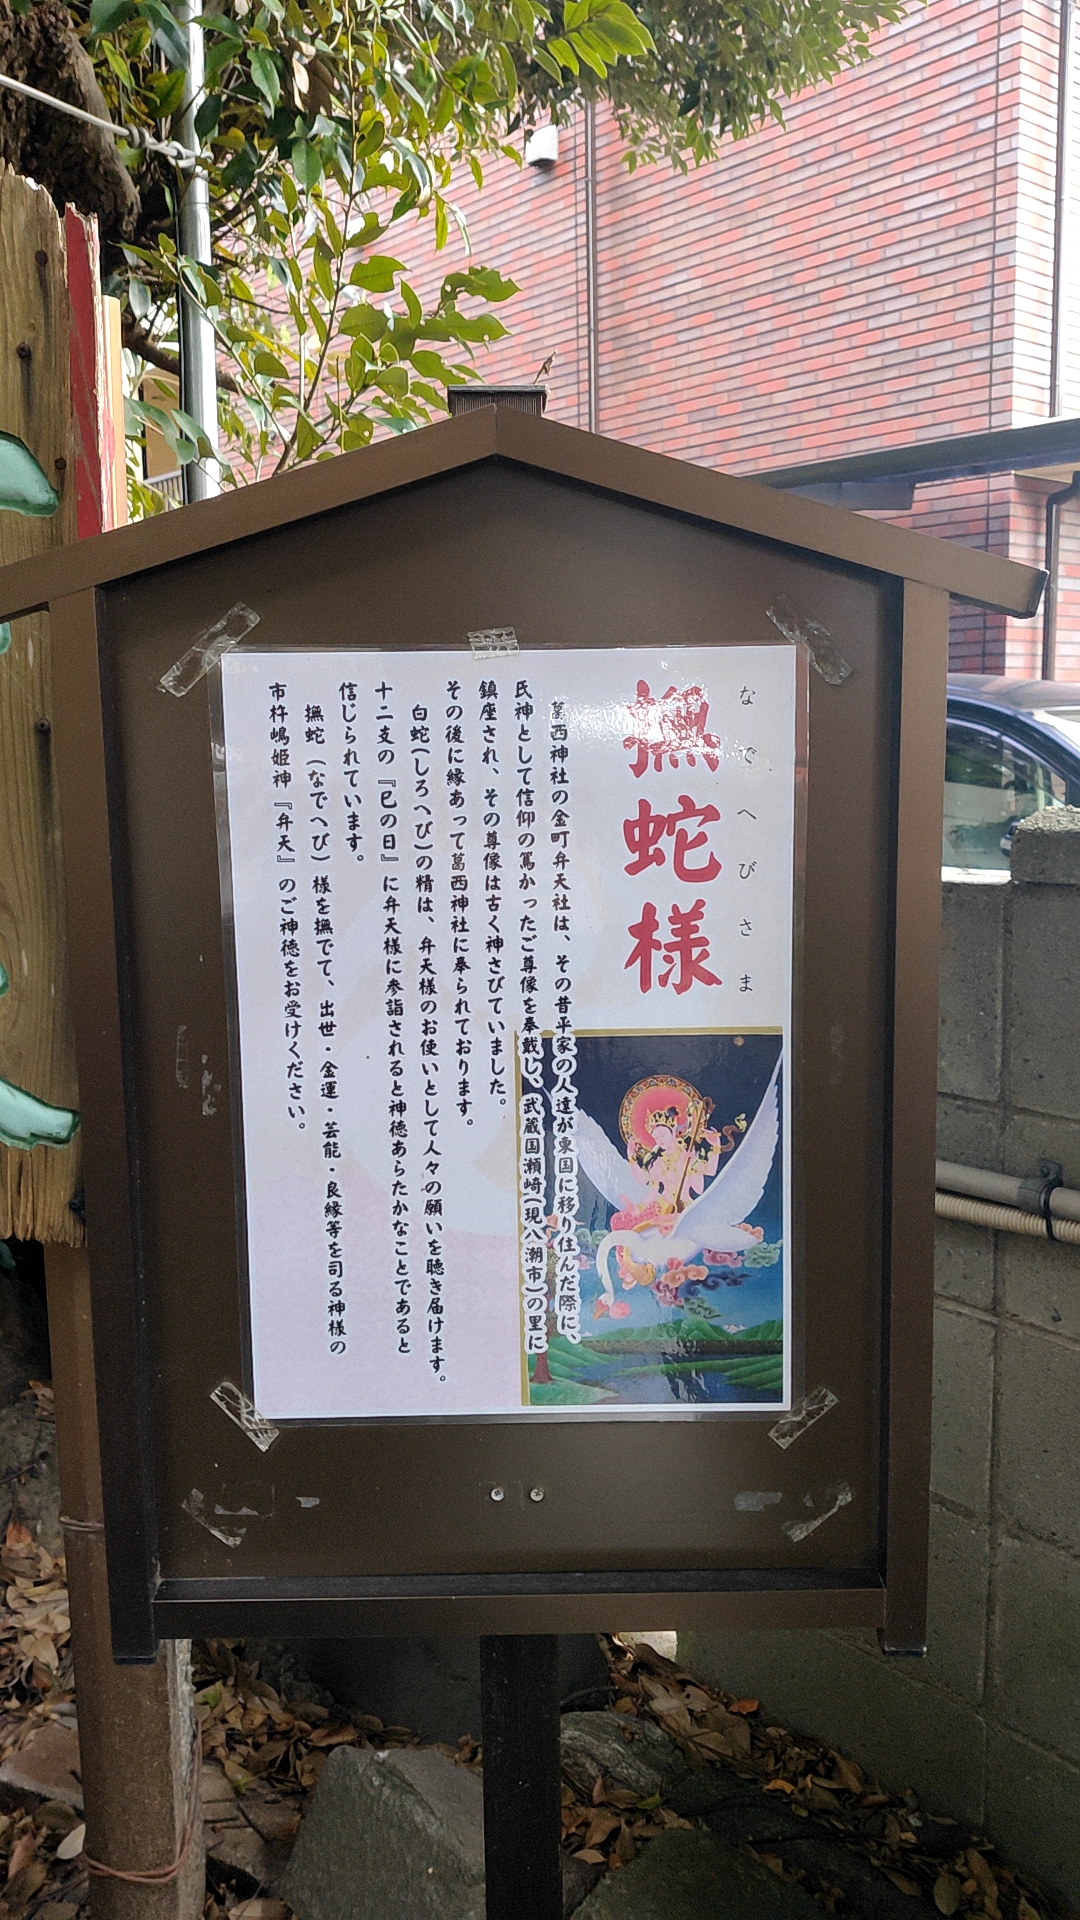 なでへびさま
撫蛇様
葛西神社の金町弁天社は、その昔平家の人達が東国に移り住んだ際に、
氏神として信仰の篤かったご尊像を奉戴し、武蔵国瀬崎(現八潮市)の里に
鎮座され、その尊像は古く神さびていました。
その後に縁あって葛西神社に奉られております。
白蛇(しろへび)の精は、弁天様のお使いとして人々の願いを聴き届けます。
十二支の『巳の日』に弁天様に参詣されると神徳あらたかなことであると
信じられています。
撫蛇(なでへび)様を撫でて、出世・金運・芸能・良縁等を司る神様の
市杵嶋姫神『弁天』のご神徳をお受けください。